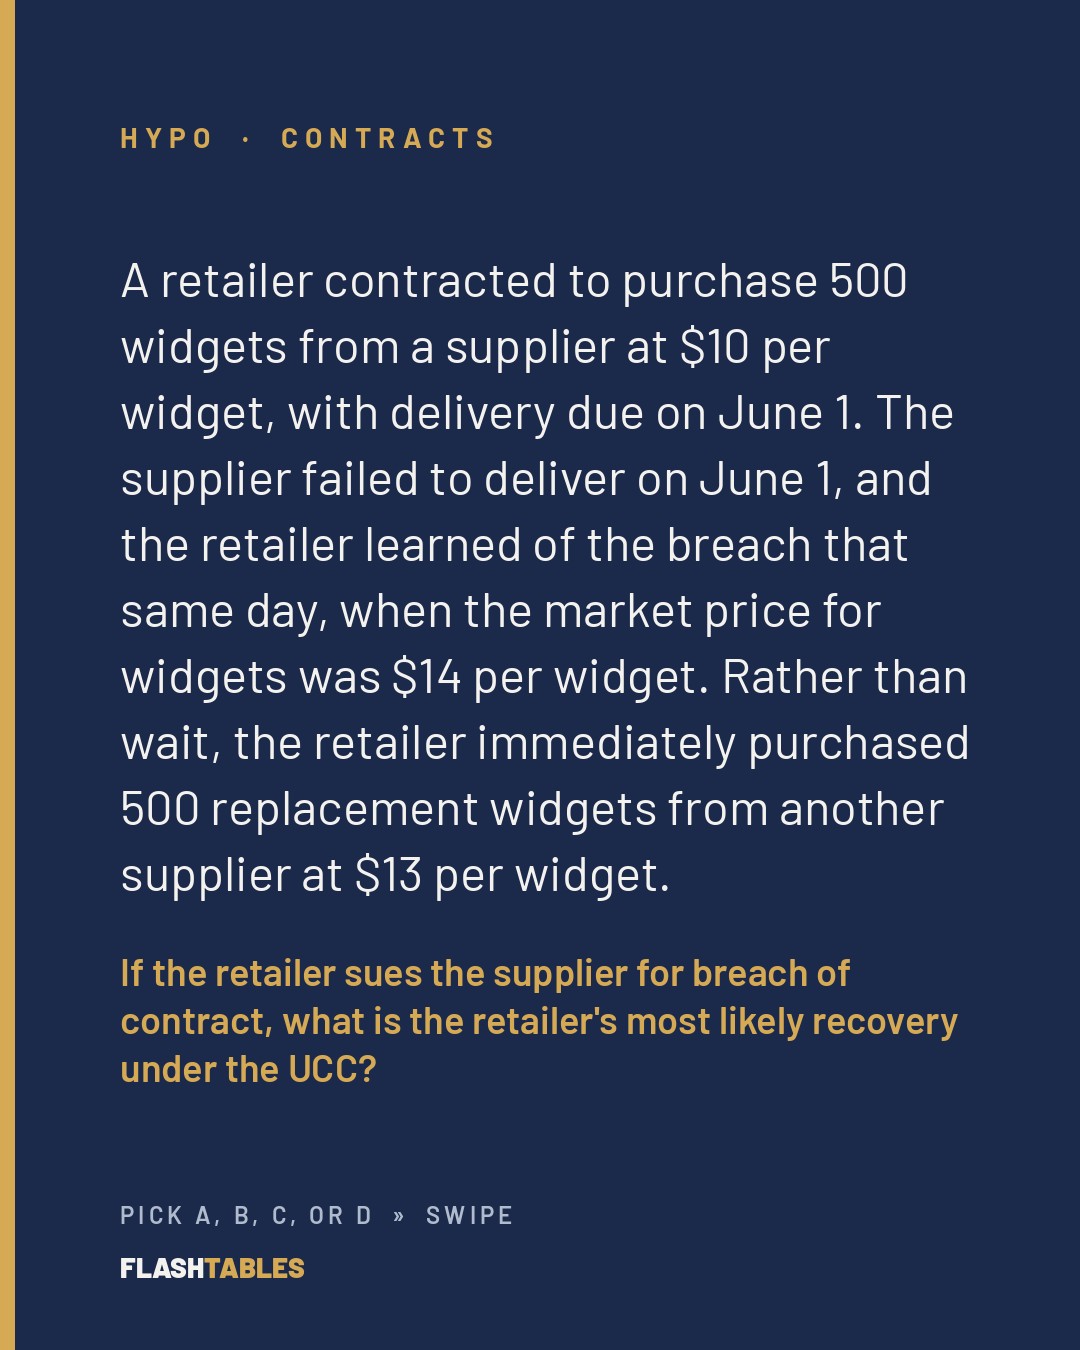 HYPO · CONTRACTS
A retailer contracted to purchase 500
widgets from a supplier at $10 per
widget, with delivery due on June 1. The
supplier failed to deliver on June 1, and
the retailer learned of the breach that
same day, when the market price for
widgets was $14 per widget. Rather than
wait, the retailer immediately purchased
500 replacement widgets from another
supplier at $13 per widget.
If the retailer sues the supplier for breach of
contract, what is the retailer's most likely recovery
under the UCC?
PICK A, B, C, OR D » SWIPE
FLASHTABLES